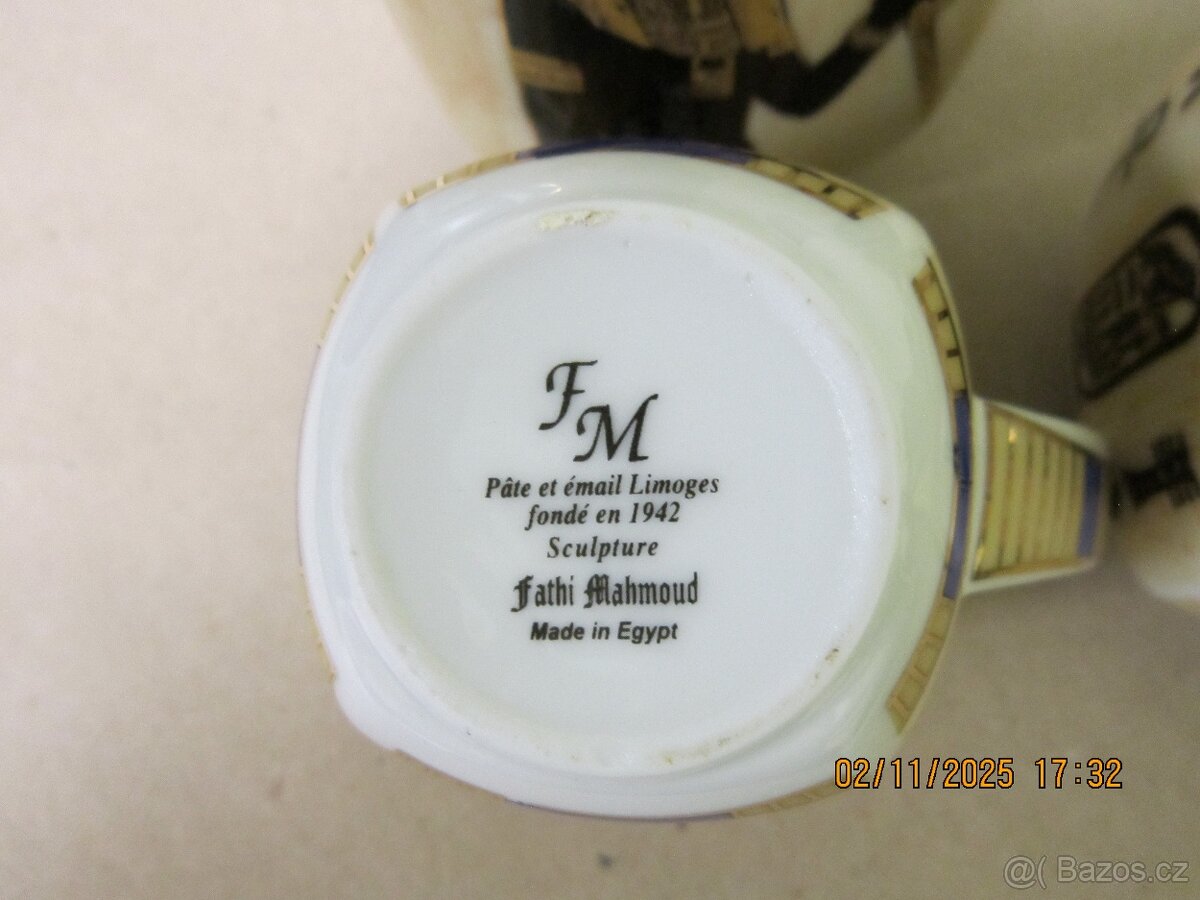 FM
Pâte et émail Limoges
fondé en 1942
Sculpture
Fathi Mahmoud
Made in Egypt
02/11/2025 17:32
@( Bazos.cz